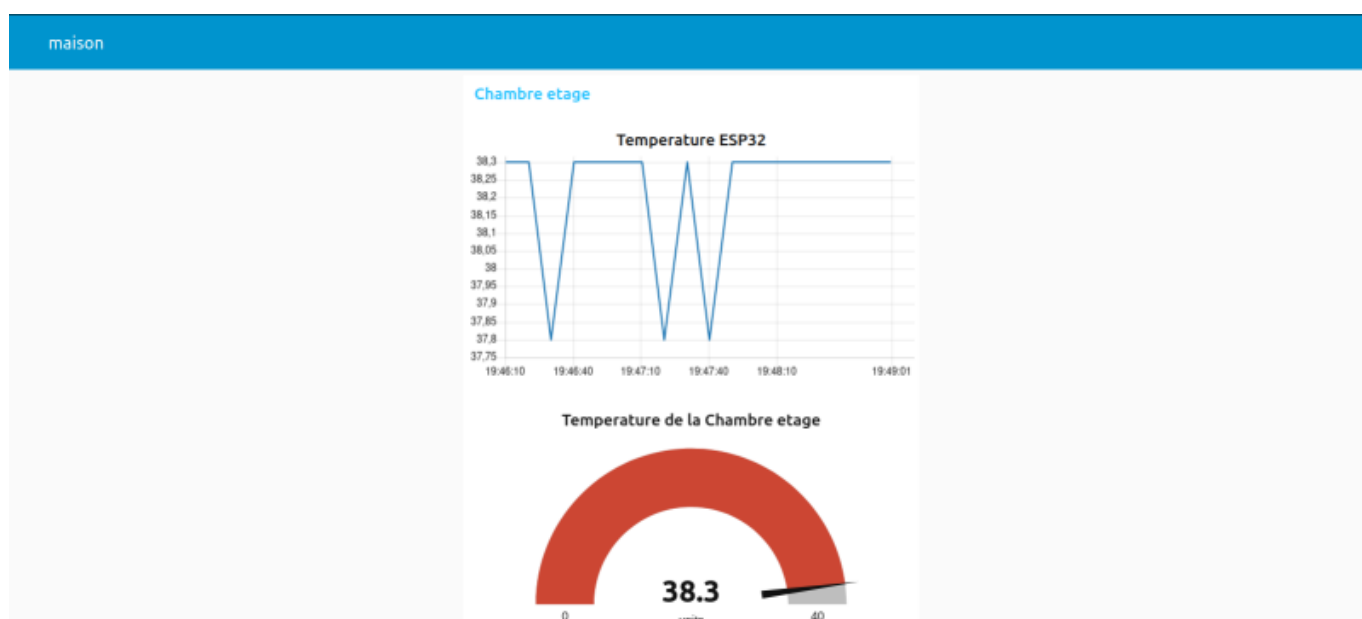 maison
Chambre etage
Temperature ESP32
38,3
38,25
38,2
38,15
38,1
38,05
38
37,95
37,9
37,85
37,8
37,75
19:46:10 19:46:40 19:47:10 19:47:40 19:48:10 19:49:01
Temperature de la Chambre etage
38.3
0 units 40